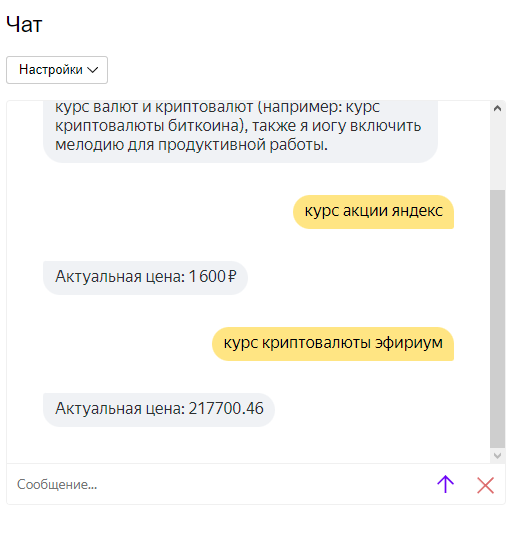 Чат
Настройки
курс валют и криптовалют (например: курс
криптовалюты биткоина), также я иогу включить
мелодию для продуктивной работы.
курс акции яндекс
Актуальная цена: 1 600 ₽
курс криптовалюты эфириум
Актуальная цена: 217700.46
Сообщение...